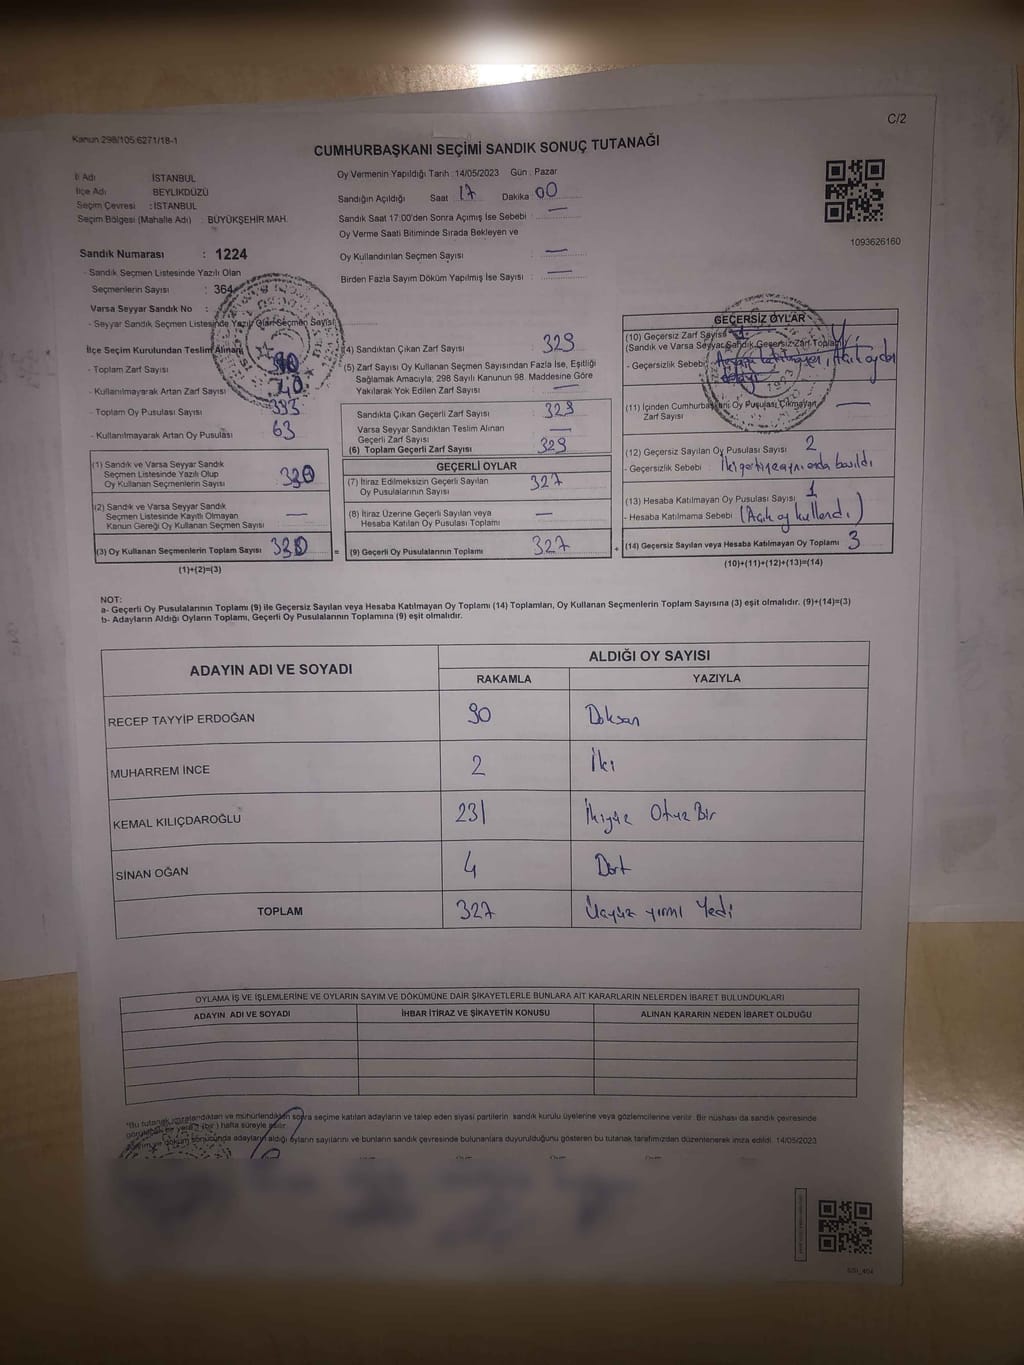 C/2
Kanun 298/105:6271/18-1
CUMHURBAŞKANI SEÇİMİ SANDIK SONUÇ TUTANAĞI
İl Adı : İSTANBUL
İlçe Adı : BEYLİKDÜZÜ
Seçim Çevresi : İSTANBUL
Seçim Bölgesi (Mahalle Adı) : BÜYÜKŞEHİR MAH.
Oy Vermenin Yapıldığı Tarih : 14/05/2023 Gün : Pazar
Sandığın Açıldığı Saat 17 Dakika 00
Sandık Saat 17:00'den Sonra Açımış İse Sebebi : —
Oy Verme Saati Bitiminde Sırada Bekleyen ve
Oy Kullandırılan Seçmen Sayısı —
Birden Fazla Sayım Döküm Yapılmış İse Sayısı : —
1093626160
Sandık Numarası : 1224
- Sandık Seçmen Listesinde Yazılı Olan
Seçmenlerin Sayısı : 364
Varsa Seyyar Sandık No :
- Seyyar Sandık Seçmen Listesinde Yazılı Olan Seçmen Sayısı
İlçe Seçim Kurulundan Teslim Alınan
- Toplam Zarf Sayısı
- Kullanılmayarak Artan Zarf Sayısı 40
- Toplam Oy Pusulası Sayısı 393
- Kullanılmayarak Artan Oy Pusulası 63
(1) Sandık ve Varsa Seyyar Sandık
Seçmen Listesinde Yazılı Olup
Oy Kullanan Seçmenlerin Sayısı 330
(2) Sandık ve Varsa Seyyar Sandık
Seçmen Listesinde Kayıtlı Olmayan
Kanun Gereği Oy Kullanan Seçmen Sayısı —
(3) Oy Kullanan Seçmenlerin Toplam Sayısı 330
(1)+(2)=(3)
(4) Sandıktan Çıkan Zarf Sayısı 329
(5) Zarf Sayısı Oy Kullanan Seçmen Sayısından Fazla İse, Eşitliği
Sağlamak Amacıyla, 298 Sayılı Kanunun 98. Maddesine Göre
Yakılarak Yok Edilen Zarf Sayısı —
Sandıkta Çıkan Geçerli Zarf Sayısı 329
Varsa Seyyar Sandıktan Teslim Alınan
Geçerli Zarf Sayısı —
(6) Toplam Geçerli Zarf Sayısı 329
GEÇERLİ OYLAR
(7) İtiraz Edilmeksizin Geçerli Sayılan
Oy Pusulalarının Sayısı 327
(8) İtiraz Üzerine Geçerli Sayılan veya
Hesaba Katılan Oy Pusulası Toplamı —
= (9) Geçerli Oy Pusulalarının Toplamı 327
GEÇERSİZ OYLAR
(10) Geçersiz Zarf Sayısı
(Sandık ve Varsa Seyyar Sandık Geçersiz Zarf Toplamı)
- Geçersizlik Sebebi
(11) İçinden Cumhurbaşkanı Oy Pusulası Çıkmayan
Zarf Sayısı —
(12) Geçersiz Sayılan Oy Pusulası Sayısı 2
- Geçersizlik Sebebi : İki partiye aynı anda basıldı
(13) Hesaba Katılmayan Oy Pusulası Sayısı 1
- Hesaba Katılmama Sebebi (Açık oy kullandı)
+ (14) Geçersiz Sayılan veya Hesaba Katılmayan Oy Toplamı 3
(10)+(11)+(12)+(13)=(14)
NOT:
a- Geçerli Oy Pusulalarının Toplamı (9) ile Geçersiz Sayılan veya Hesaba Katılmayan Oy Toplamı (14) Toplamları, Oy Kullanan Seçmenlerin Toplam Sayısına (3) eşit olmalıdır. (9)+(14)=(3)
b- Adayların Aldığı Oyların Toplamı, Geçerli Oy Pusulalarının Toplamına (9) eşit olmalıdır.
ADAYIN ADI VE SOYADI ALDIĞI OY SAYISI
RAKAMLA YAZIYLA
RECEP TAYYİP ERDOĞAN 90 Doksan
MUHARREM İNCE 2 İki
KEMAL KILIÇDAROĞLU 231 İkiyüz Otuz Bir
SİNAN OĞAN 4 Dört
TOPLAM 327 Üçyüz yirmi Yedi
OYLAMA İŞ VE İŞLEMLERİNE VE OYLARIN SAYIM VE DÖKÜMÜNE DAİR ŞİKAYETLERLE BUNLARA AİT KARARLARIN NELERDEN İBARET BULUNDUKLARI
ADAYIN ADI VE SOYADI İHBAR İTİRAZ VE ŞİKAYETİN KONUSU ALINAN KARARIN NEDEN İBARET OLDUĞU
*Bu tutanak imzalandıktan ve mühürlendikten sonra seçime katılan adayların ve talep eden siyasi partilerin sandık kurulu üyelerine veya gözlemcilerine verilir. Bir nüshası da sandık çevresinde
görülebilen bir yere (bir) hafta süreyle asılır.
adayların aldığı oyların sayılarını ve bunların sandık çevresinde bulunanlara duyurulduğunu gösteren bu tutanak tarafımızdan düzenlenerek imza edildi. 14/05/2023